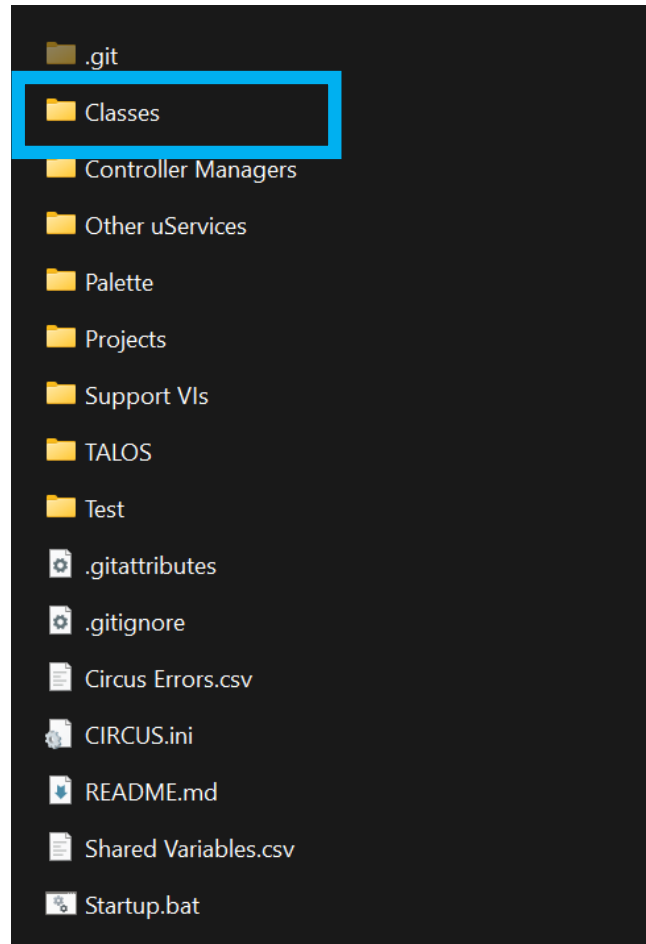 .git
Classes
Controller Managers
Other uServices
Palette
Projects
Support VIs
TALOS
Test
.gitattributes
.gitignore
Circus Errors.csv
CIRCUS.ini
README.md
Shared Variables.csv
Startup.bat